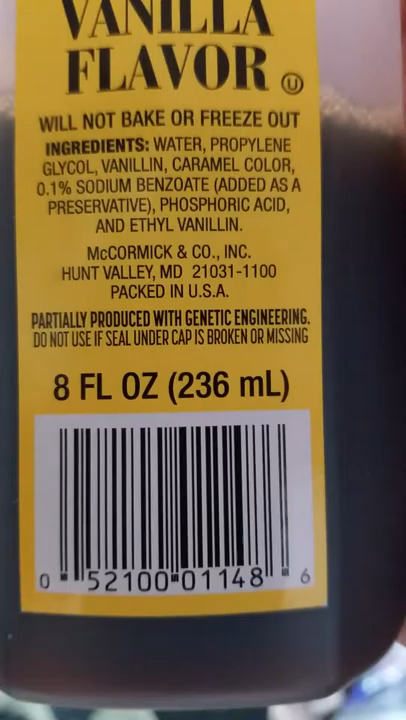 VANILLA
FLAVOR Ⓤ
WILL NOT BAKE OR FREEZE OUT
INGREDIENTS: WATER, PROPYLENE
GLYCOL, VANILLIN, CARAMEL COLOR,
0.1% SODIUM BENZOATE (ADDED AS A
PRESERVATIVE), PHOSPHORIC ACID,
AND ETHYL VANILLIN.
McCORMICK & CO., INC.
HUNT VALLEY, MD 21031-1100
PACKED IN U.S.A.
PARTIALLY PRODUCED WITH GENETIC ENGINEERING.
DO NOT USE IF SEAL UNDER CAP IS BROKEN OR MISSING
8 FL OZ (236 mL)
0 52100 01148 6